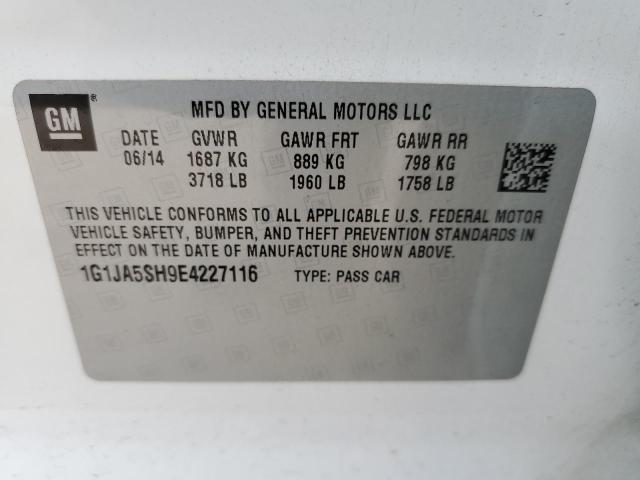 GM ®
MFD BY GENERAL MOTORS LLC
DATE GVWR GAWR FRT GAWR RR
06/14 1687 KG 889 KG 798 KG
3718 LB 1960 LB 1758 LB
THIS VEHICLE CONFORMS TO ALL APPLICABLE U.S. FEDERAL MOTOR
VEHICLE SAFETY, BUMPER, AND THEFT PREVENTION STANDARDS IN
EFFECT ON THE DATE OF MANUFACTURE SHOWN ABOVE.
1G1JA5SH9E4227116 TYPE: PASS CAR